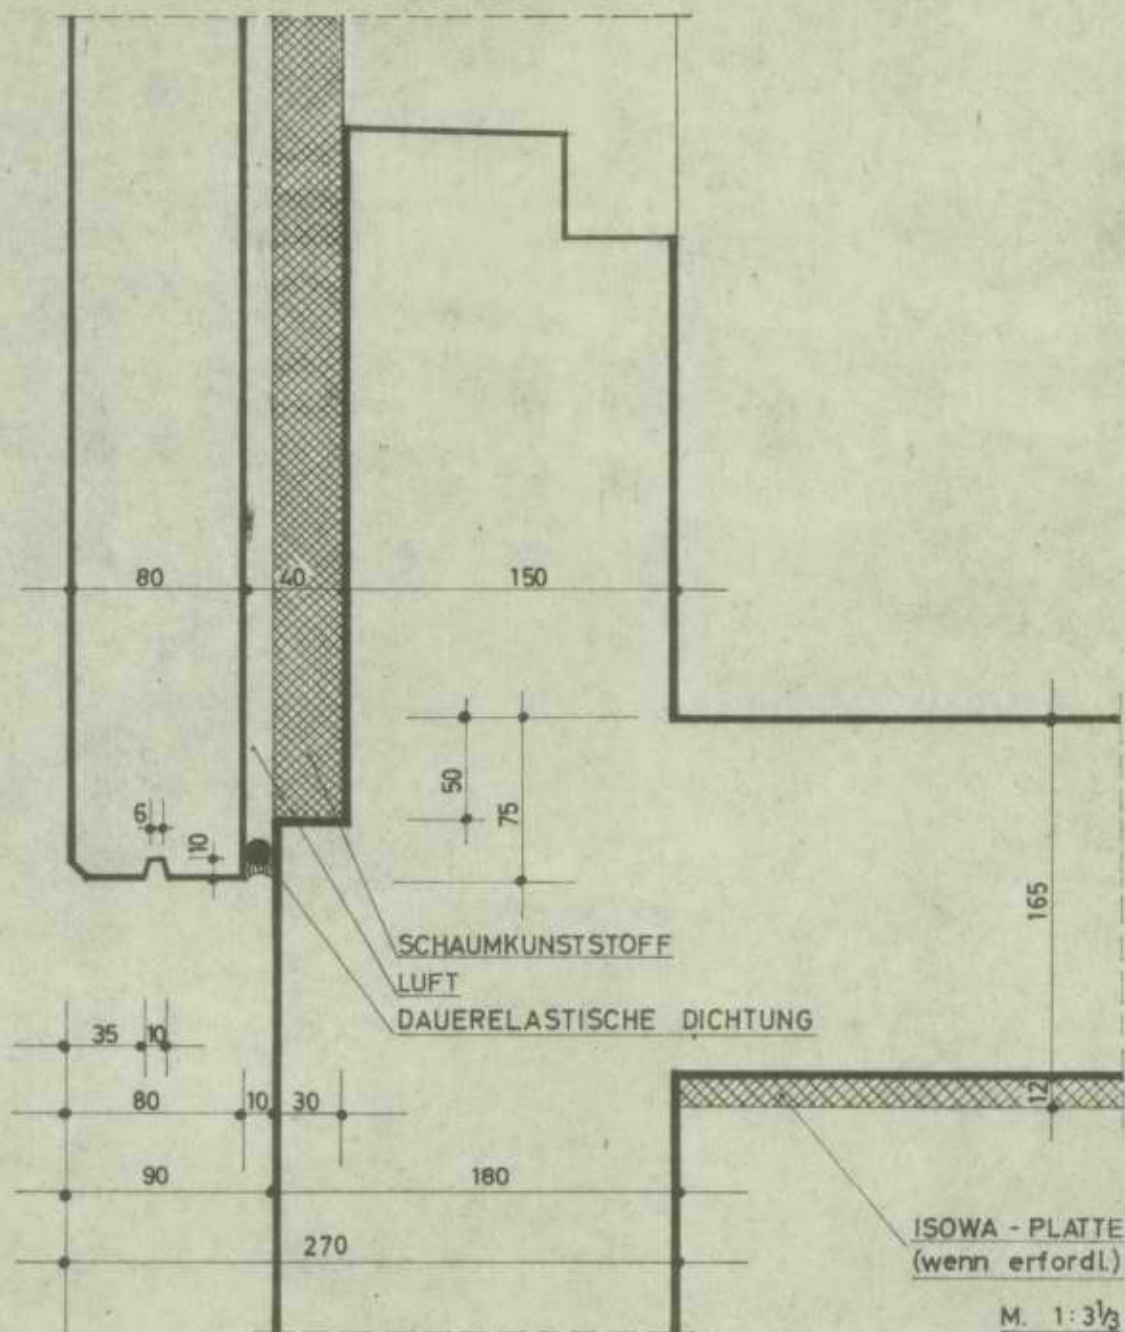 80 40 150
50
75
6
10
165
SCHAUMKUNSTSTOFF
LUFT
DAUERELASTISCHE DICHTUNG
35 10
80 10 30
12
90 180
270
ISOWA - PLATTE
(wenn erfordl.)
M. 1:3⅓